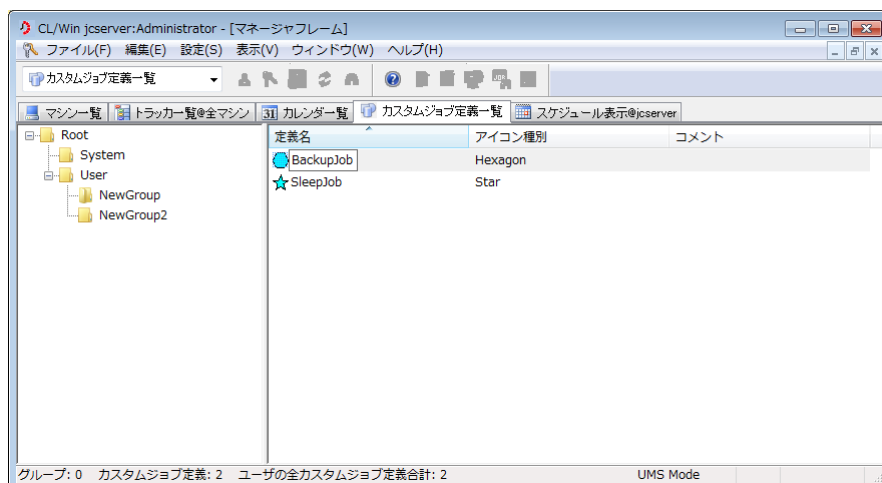 CL/Win jcserver:Administrator - [マネージャフレーム]
ファイル(F) 編集(E) 設定(S) 表示(V) ウィンドウ(W) ヘルプ(H)
カスタムジョブ定義一覧
マシン一覧 トラッカ一覧@全マシン 31 カレンダ一覧 カスタムジョブ定義一覧 スケジュール表示@jcserver
Root
System
User
NewGroup
NewGroup2
定義名 アイコン種別 コメント
BackupJob Hexagon
SleepJob Star
グループ: 0 カスタムジョブ定義: 2 ユーザの全カスタムジョブ定義合計: 2 UMS Mode